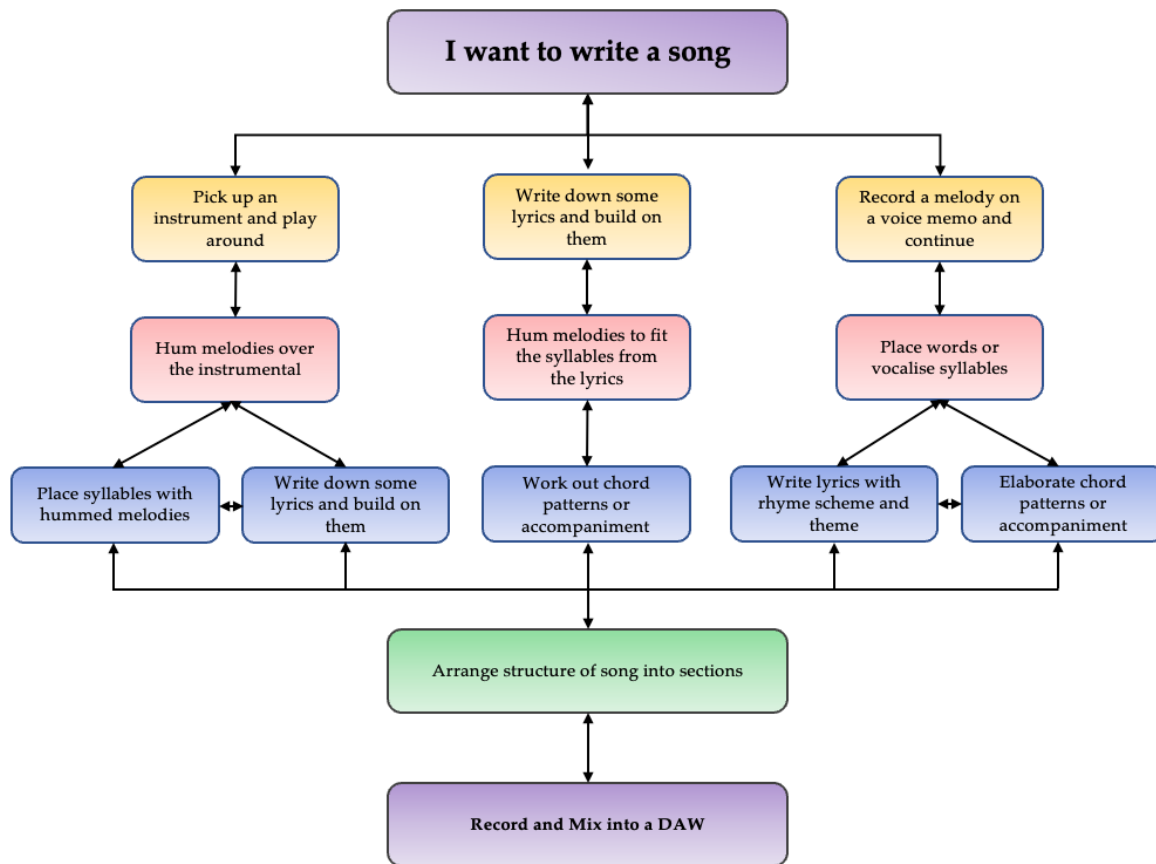 I want to write a song
Pick up an
instrument and play
around
Write down some
lyrics and build on
them
Record a melody on
a voice memo and
continue
Hum melodies over
the instrumental
Hum melodies to fit
the syllables from
the lyrics
Place words or
vocalise syllables
Place syllables with
hummed melodies
Write down some
lyrics and build on
them
Work out chord
patterns or
accompaniment
Write lyrics with
rhyme scheme and
theme
Elaborate chord
patterns or
accompaniment
Arrange structure of song into sections
Record and Mix into a DAW